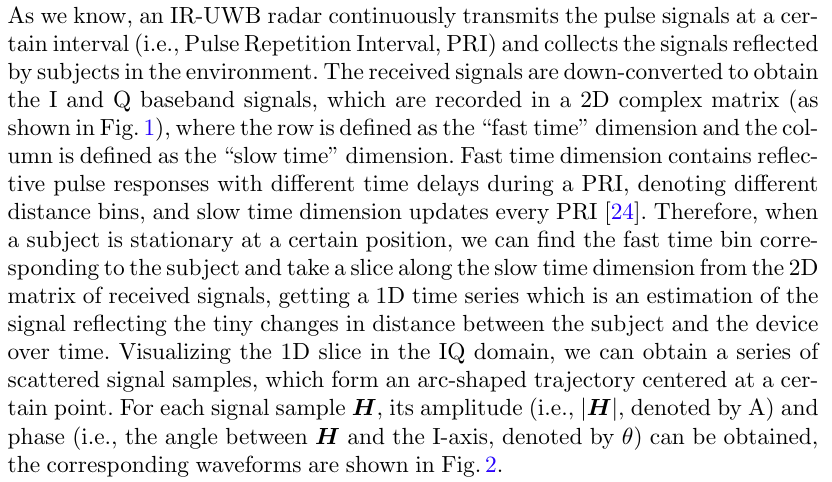 As we know, an IR-UWB radar continuously transmits the pulse signals at a cer-
tain interval (i.e., Pulse Repetition Interval, PRI) and collects the signals reflected
by subjects in the environment. The received signals are down-converted to obtain
the I and Q baseband signals, which are recorded in a 2D complex matrix (as
shown in Fig. 1), where the row is defined as the “fast time” dimension and the col-
umn is defined as the “slow time” dimension. Fast time dimension contains reflec-
tive pulse responses with different time delays during a PRI, denoting different
distance bins, and slow time dimension updates every PRI [24]. Therefore, when
a subject is stationary at a certain position, we can find the fast time bin corre-
sponding to the subject and take a slice along the slow time dimension from the 2D
matrix of received signals, getting a 1D time series which is an estimation of the
signal reflecting the tiny changes in distance between the subject and the device
over time. Visualizing the 1D slice in the IQ domain, we can obtain a series of
scattered signal samples, which form an arc-shaped trajectory centered at a cer-
tain point. For each signal sample H, its amplitude (i.e., |H|, denoted by A) and
phase (i.e., the angle between H and the I-axis, denoted by θ) can be obtained,
the corresponding waveforms are shown in Fig. 2.